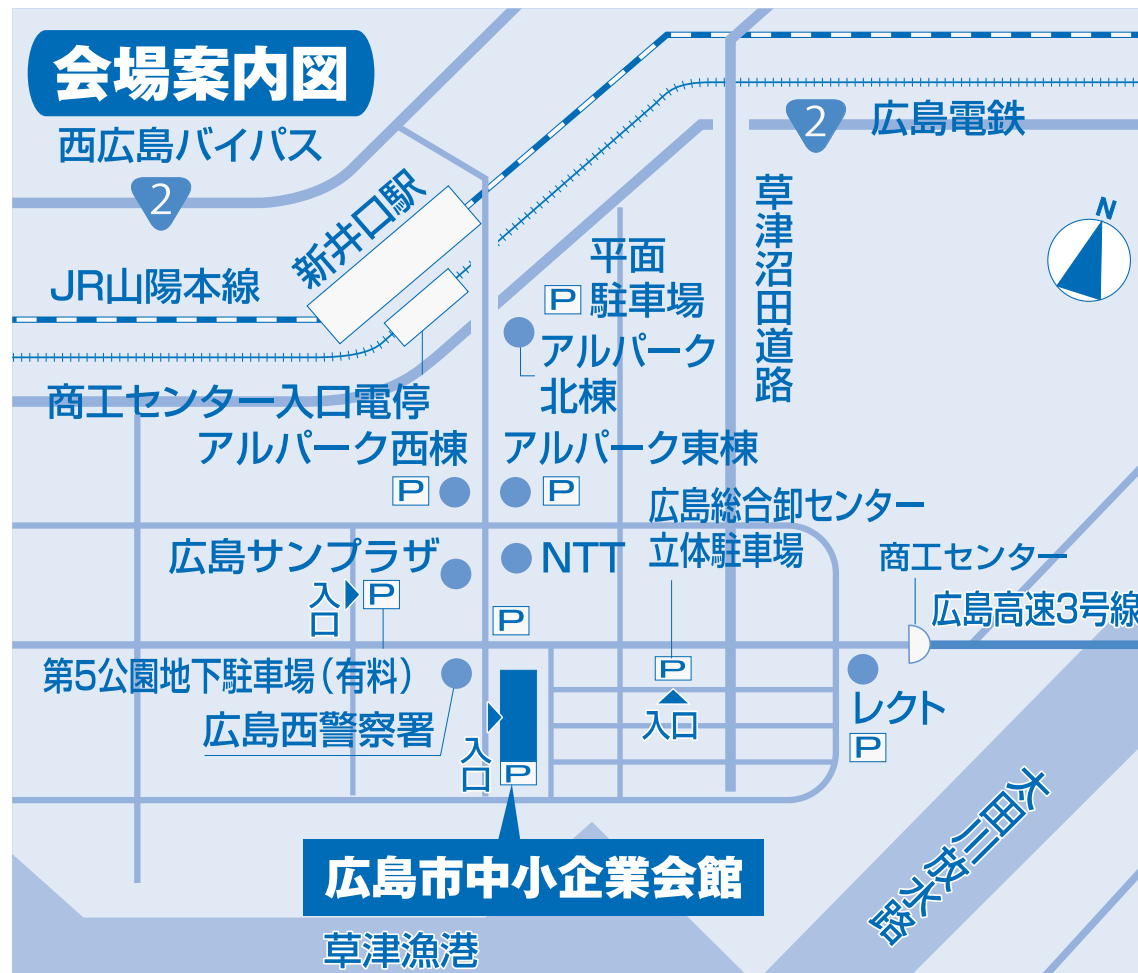 会場案内図
西広島バイパス
2
2
広島電鉄
新井口駅
草津沼田道路
N
JR山陽本線
平面
P 駐車場
アルパーク
北棟
商工センター入口電停
アルパーク西棟
P
アルパーク東棟
P
広島総合卸センター
立体駐車場
広島サンプラザ
NTT
商工センター
入口
P
P
広島高速3号線
第5公園地下駐車場(有料)
P
入口
広島西警察署
レクト
P
入口
P
広島市中小企業会館
太田川放水路
草津漁港